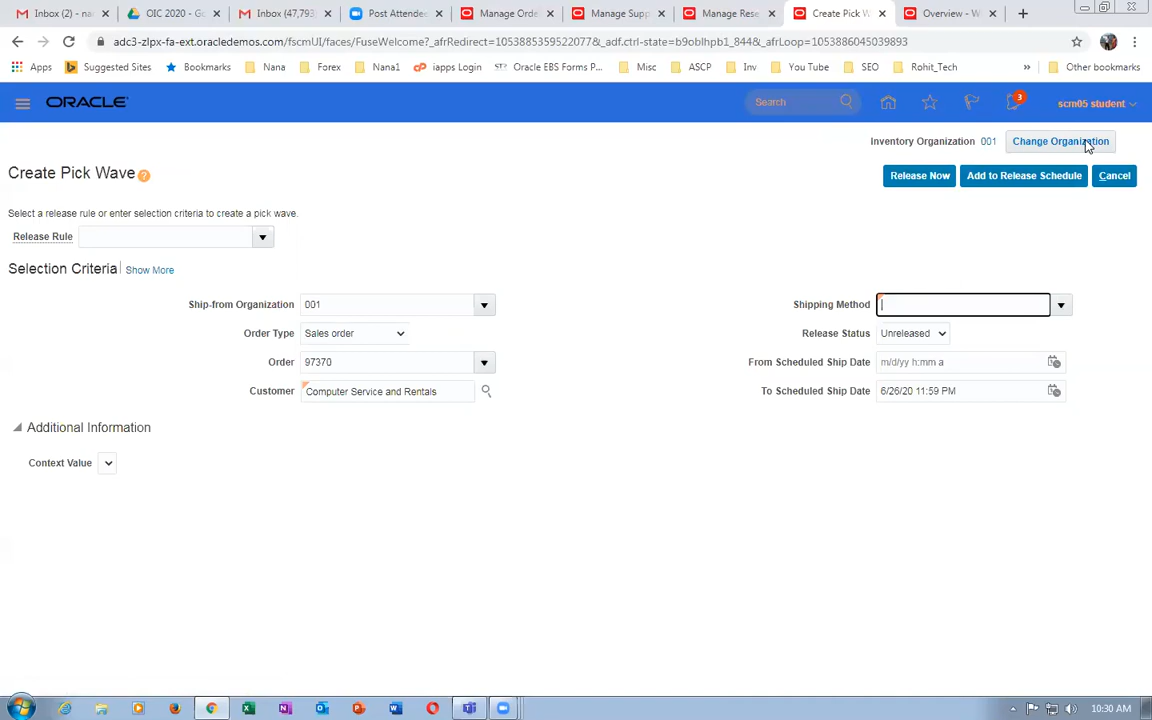 Inbox (2) - nar
OIC 2020 - Go
Inbox (47,793)
Post Attendee
Manage Orde
Manage Supp
Manage Rese
Create Pick W
Overview - W
adc3-zlpx-fa-ext.oracledemos.com/fscmUI/faces/FuseWelcome?_afrRedirect=1053885359522077&_adf.ctrl-state=b9oblhpb1_844&_afrLoop=1053886045039893
Apps Suggested Sites Bookmarks Nana Forex Nana1 iapps Login Oracle EBS Forms P... Misc ASCP Inv You Tube SEO Rohit_Tech » Other bookmarks
ORACLE Search 3 scm05 student
Inventory Organization 001 Change Organization
Create Pick Wave ? Release Now Add to Release Schedule Cancel
Select a release rule or enter selection criteria to create a pick wave.
Release Rule
Selection Criteria Show More
Ship-from Organization 001 Shipping Method
Order Type Sales order Release Status Unreleased
Order 97370 From Scheduled Ship Date m/d/yy h:mm a
Customer Computer Service and Rentals To Scheduled Ship Date 6/26/20 11:59 PM
Additional Information
Context Value
10:30 AM